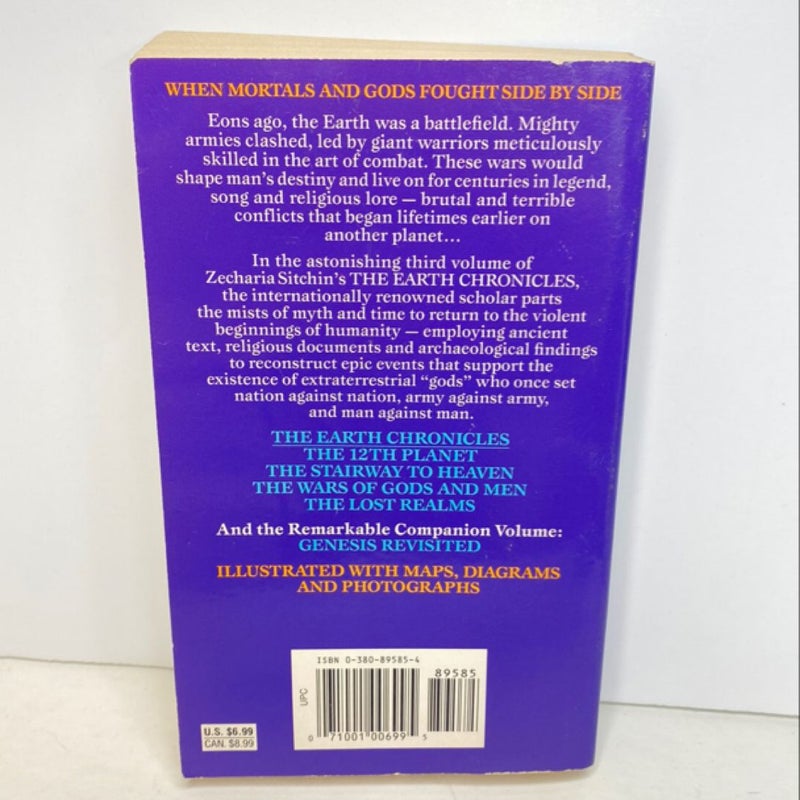 WHEN MORTALS AND GODS FOUGHT SIDE BY SIDE
Eons ago, the Earth was a battlefield. Mighty
armies clashed, led by giant warriors meticulously
skilled in the art of combat. These wars would
shape man's destiny and live on for centuries in legend,
song and religious lore — brutal and terrible
conflicts that began lifetimes earlier on
another planet...
In the astonishing third volume of
Zecharia Sitchin's THE EARTH CHRONICLES,
the internationally renowned scholar parts
the mists of myth and time to return to the violent
beginnings of humanity — employing ancient
text, religious documents and archaeological findings
to reconstruct epic events that support the
existence of extraterrestrial “gods” who once set
nation against nation, army against army,
and man against man.
THE EARTH CHRONICLES
THE 12TH PLANET
THE STAIRWAY TO HEAVEN
THE WARS OF GODS AND MEN
THE LOST REALMS
And the Remarkable Companion Volume:
GENESIS REVISITED
ILLUSTRATED WITH MAPS, DIAGRAMS
AND PHOTOGRAPHS
ISBN 0-380-89585-4
89585
UPC
0 71001 00699 5
U.S. $6.99
CAN. $8.99